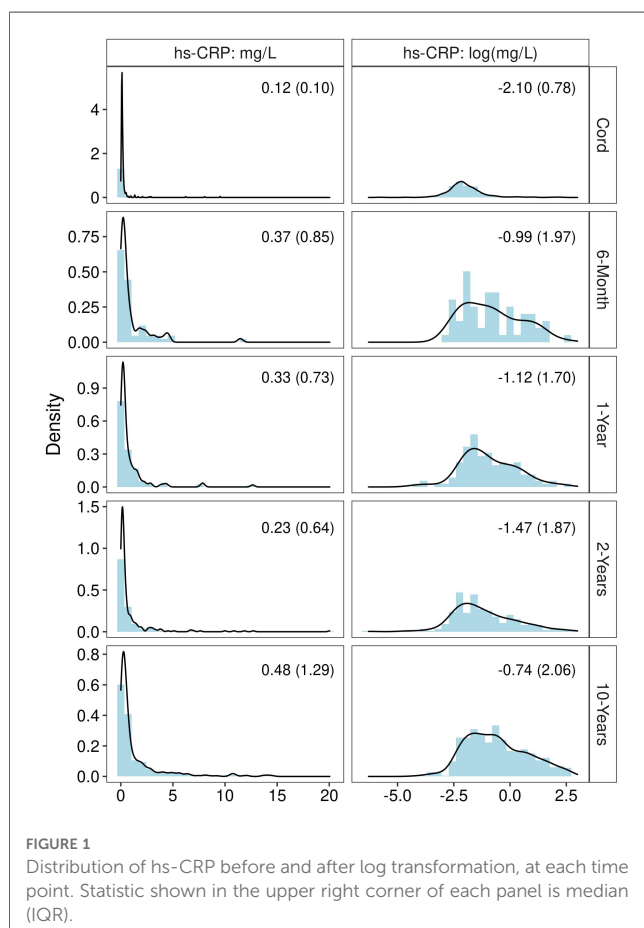 hs-CRP: mg/L
hs-CRP: log(mg/L)
0.12 (0.10)
-2.10 (0.78)
Cord
4
2
0
0.37 (0.85)
-0.99 (1.97)
6-Month
0.75
0.50
0.25
0.00
0.33 (0.73)
-1.12 (1.70)
1-Year
0.9
0.6
0.3
0.0
Density
0.23 (0.64)
-1.47 (1.87)
2-Years
1.5
1.0
0.5
0.0
0.48 (1.29)
-0.74 (2.06)
10-Years
0.8
0.6
0.4
0.2
0.0
0 5 10 15 20
-5.0 -2.5 0.0 2.5
FIGURE 1
Distribution of hs-CRP before and after log transformation, at each time
point. Statistic shown in the upper right corner of each panel is median
(IQR).